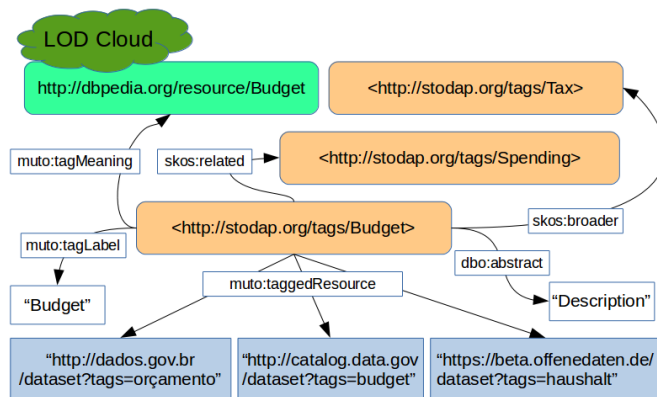 LOD Cloud
http://dbpedia.org/resource/Budget
<http://stodap.org/tags/Tax>
muto:tagMeaning
skos:related
<http://stodap.org/tags/Spending>
<http://stodap.org/tags/Budget>
skos:broader
muto:tagLabel
dbo:abstract
muto:taggedResource
“Budget”
“Description”
“http://dados.gov.br
/dataset?tags=orçamento”
“http://catalog.data.gov
/dataset?tags=budget”
“https://beta.offenedaten.de/
dataset?tags=haushalt”